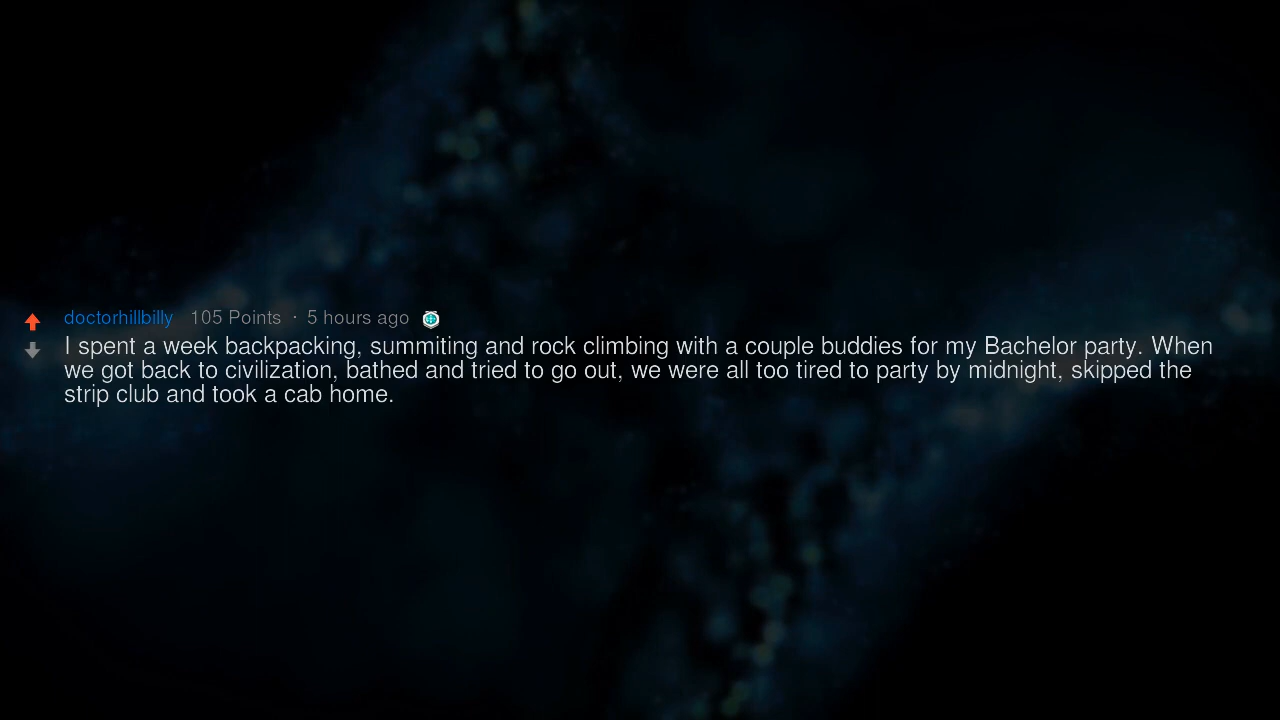 doctorhillbilly 105 Points · 5 hours ago
I spent a week backpacking, summiting and rock climbing with a couple buddies for my Bachelor party. When
we got back to civilization, bathed and tried to go out, we were all too tired to party by midnight, skipped the
strip club and took a cab home.